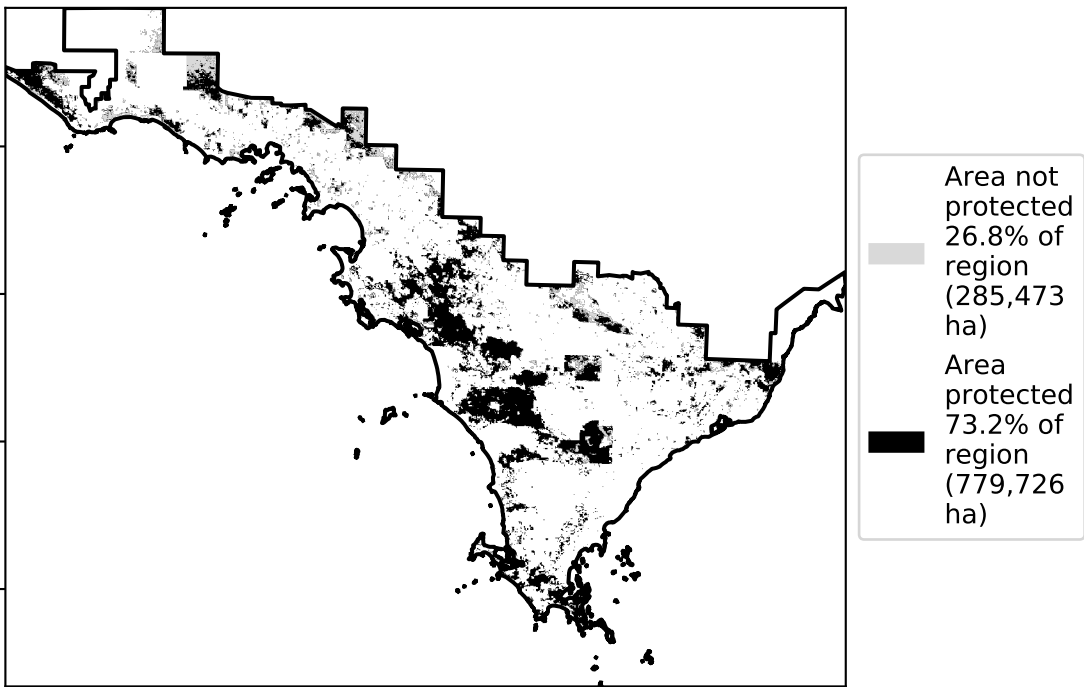 Area not
protected
26.8% of
region
(285,473
ha)
Area
protected
73.2% of
region
(779,726
ha)